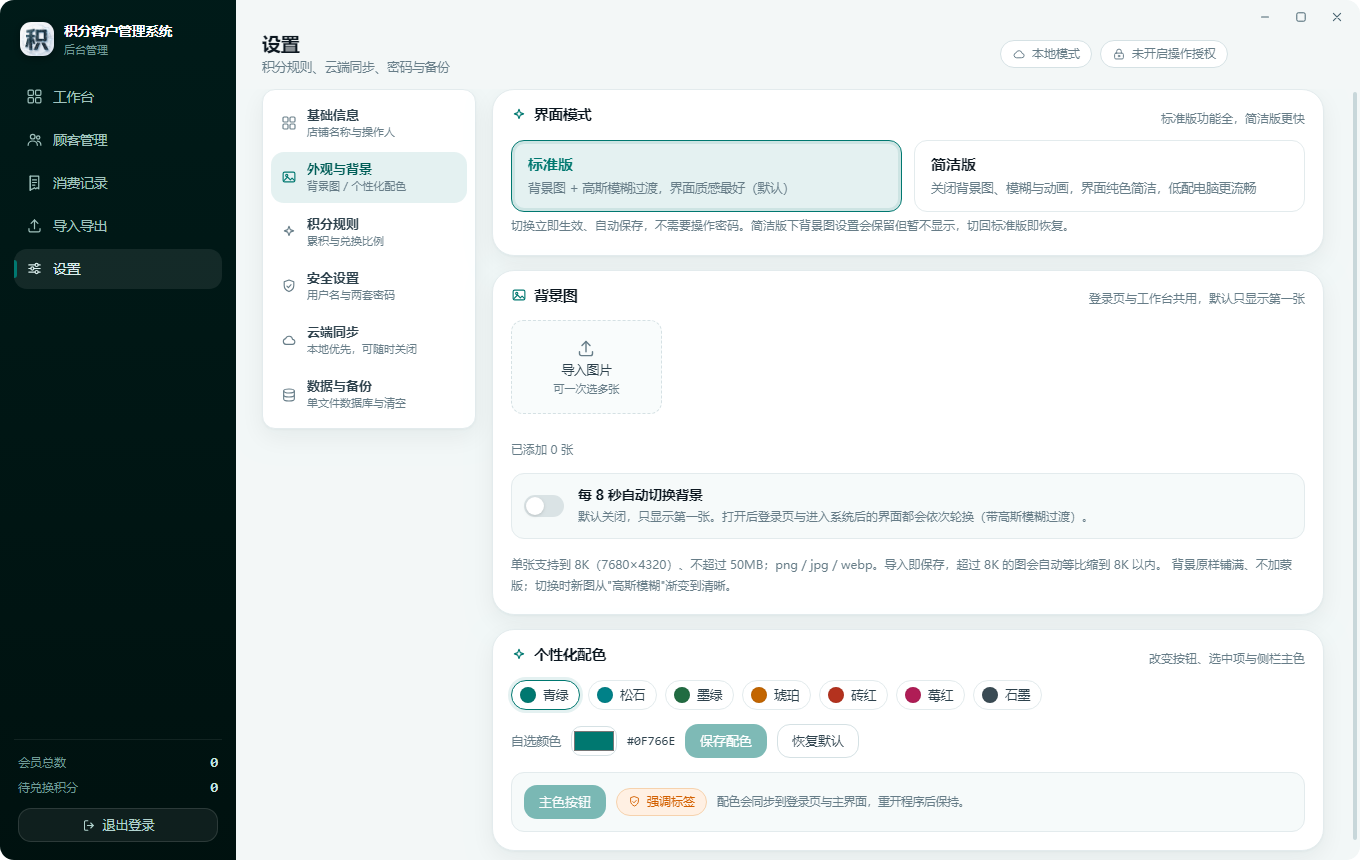 积
积分客户管理系统
后台管理
工作台
顾客管理
消费记录
导入导出
设置
会员总数 0
待兑换积分 0
退出登录
设置
积分规则、云端同步、密码与备份
本地模式
未开启操作授权
基础信息
店铺名称与操作人
外观与背景
背景图 / 个性化配色
积分规则
累积与兑换比例
安全设置
用户名与两套密码
云端同步
本地优先，可随时关闭
数据与备份
单文件数据库与清空
界面模式
标准版功能全，简洁版更快
标准版
背景图 + 高斯模糊过渡，界面质感最好（默认）
简洁版
关闭背景图、模糊与动画，界面纯色简洁，低配电脑更流畅
切换立即生效、自动保存，不需要操作密码。简洁版下背景图设置会保留但暂不显示，切回标准版即恢复。
背景图
登录页与工作台共用，默认只显示第一张
导入图片
可一次选多张
已添加 0 张
每 8 秒自动切换背景
默认关闭，只显示第一张。打开后登录页与进入系统后的界面都会依次轮换（带高斯模糊过渡）。
单张支持到 8K（7680×4320）、不超过 50MB；png / jpg / webp。导入即保存，超过 8K 的图会自动等比缩到 8K 以内。 背景原样铺满、不加蒙
版；切换时新图从"高斯模糊"渐变到清晰。
个性化配色
改变按钮、选中项与侧栏主色
青绿
松石
墨绿
琥珀
砖红
莓红
石墨
自选颜色
#0F766E
保存配色
恢复默认
主色按钮
强调标签
配色会同步到登录页与主界面，重开程序后保持。